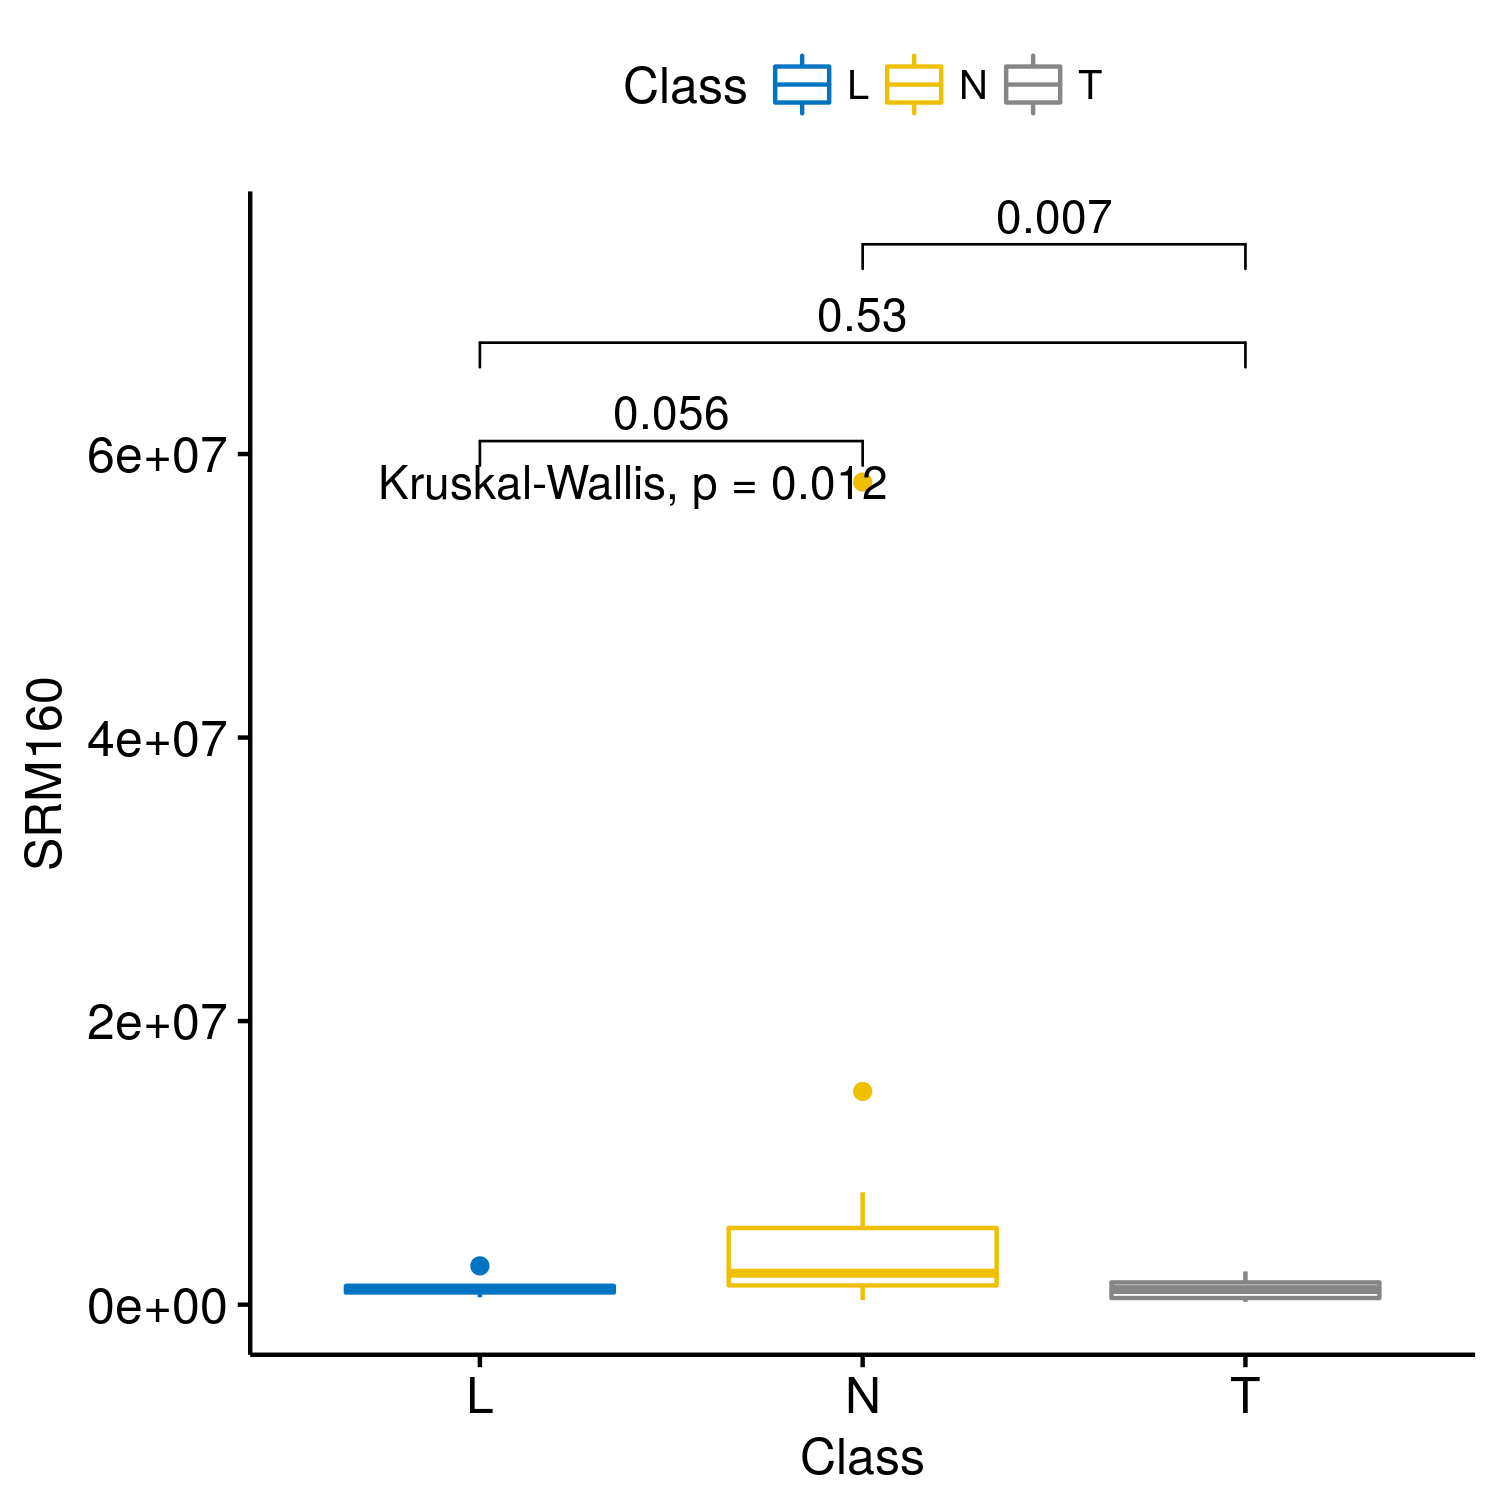 Class L N T
0.007
0.53
0.056
6e+07
Kruskal-Wallis, p = 0.012
SRM160
4e+07
2e+07
0e+00
L N T
Class